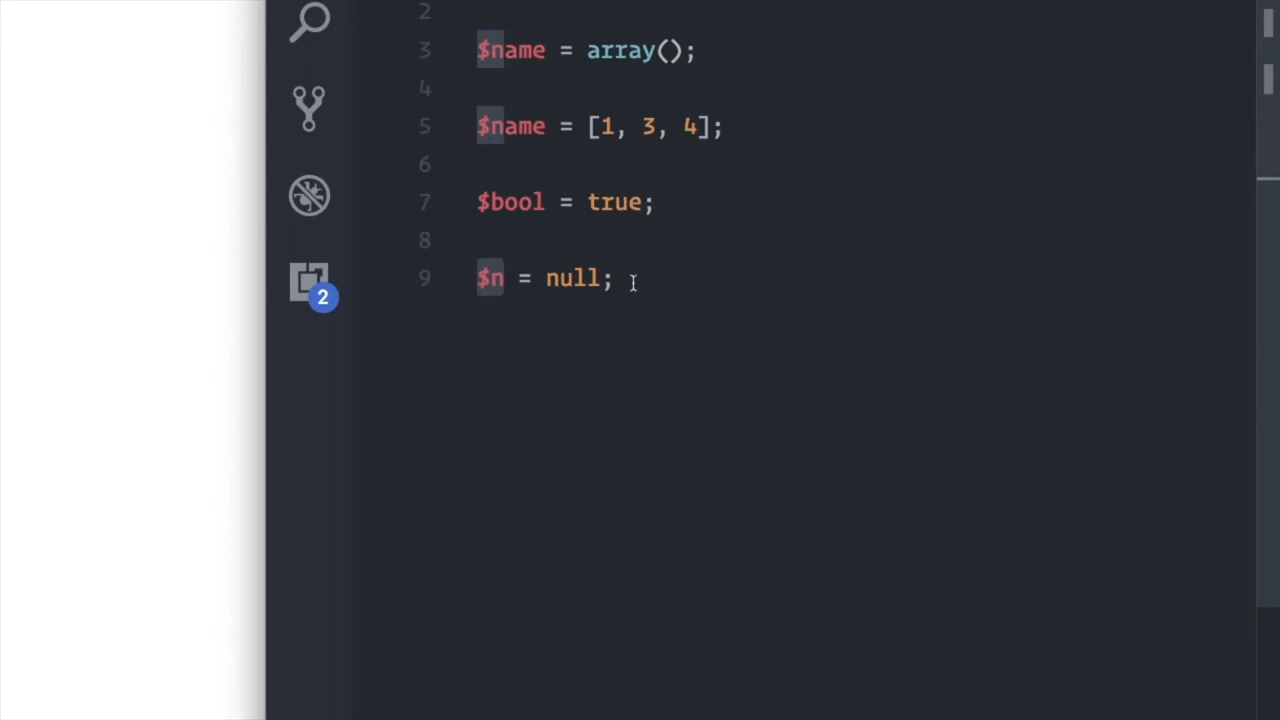 2
3 $name = array();
4
5 $name = [1, 3, 4];
6
7 $bool = true;
8
9 $n = null;
2